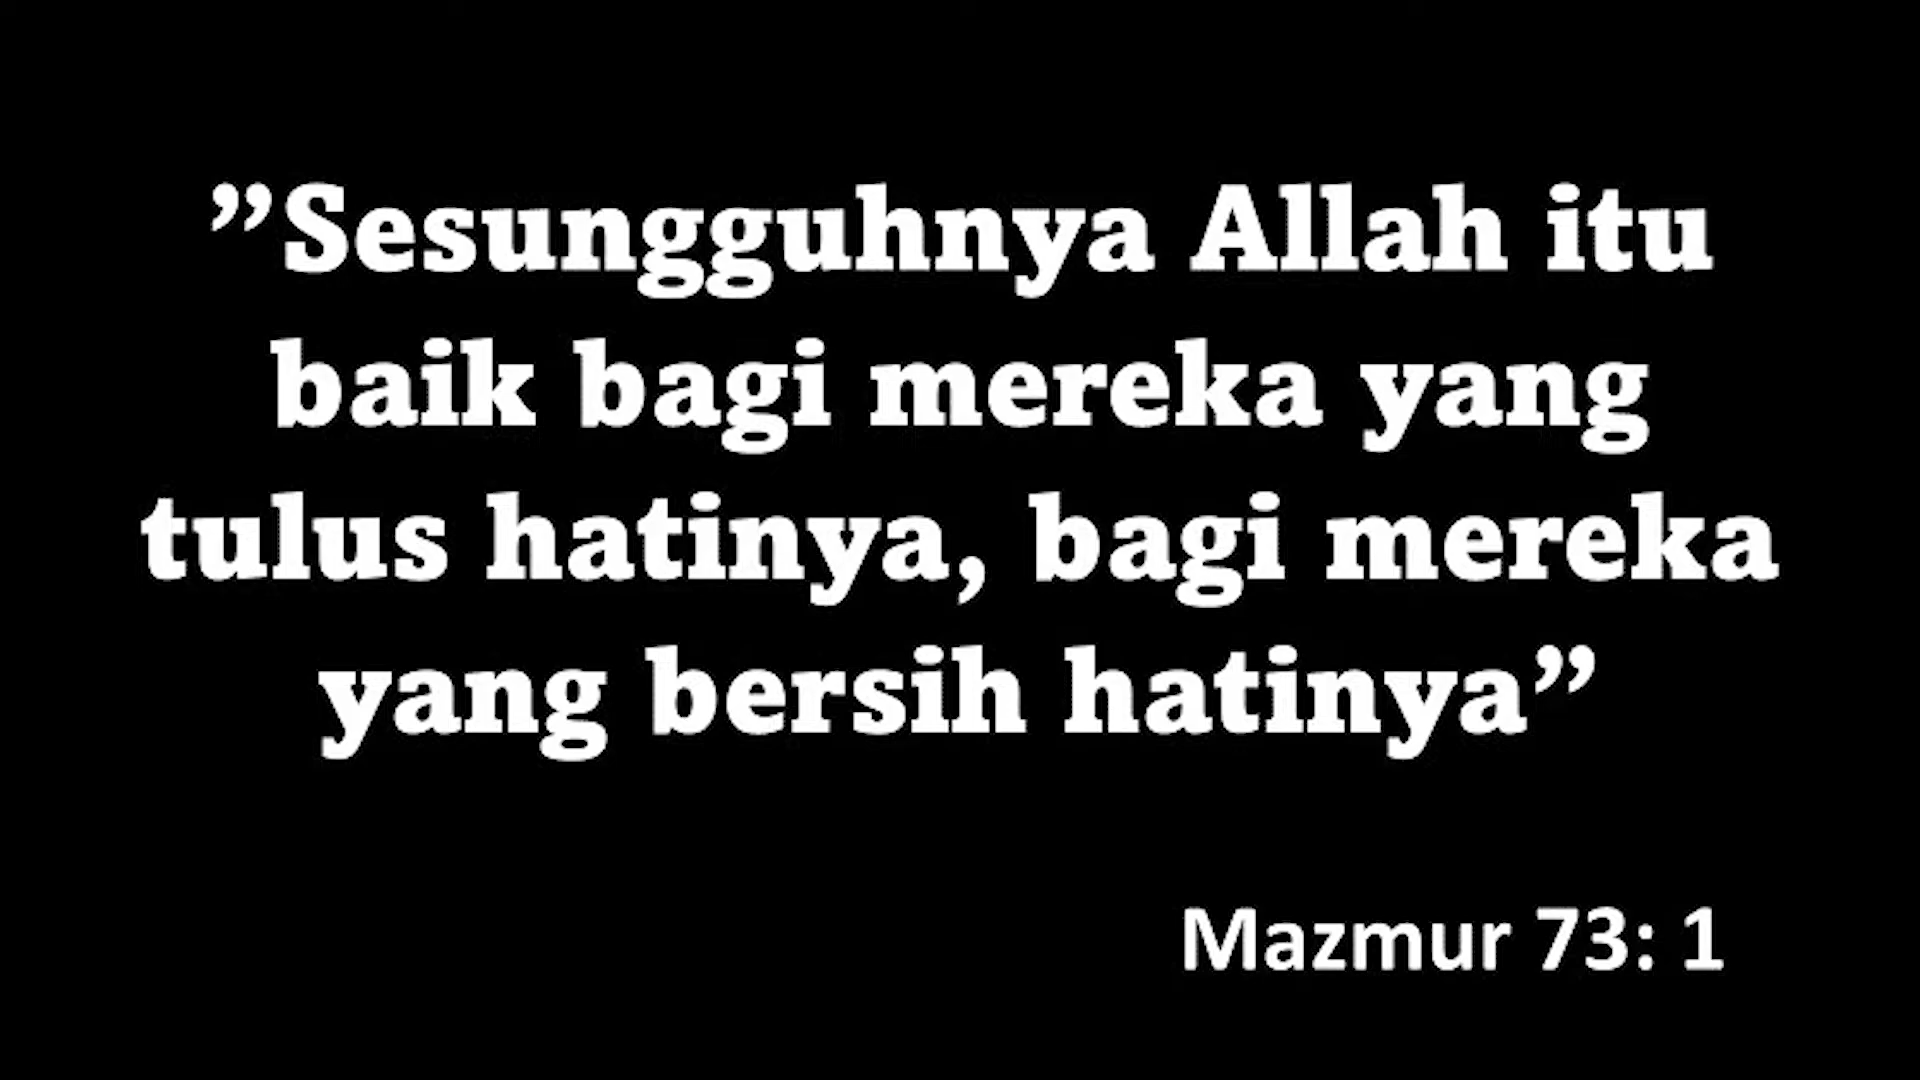 ”Sesungguhnya Allah itu
baik bagi mereka yang
tulus hatinya, bagi mereka
yang bersih hatinya”
Mazmur 73: 1